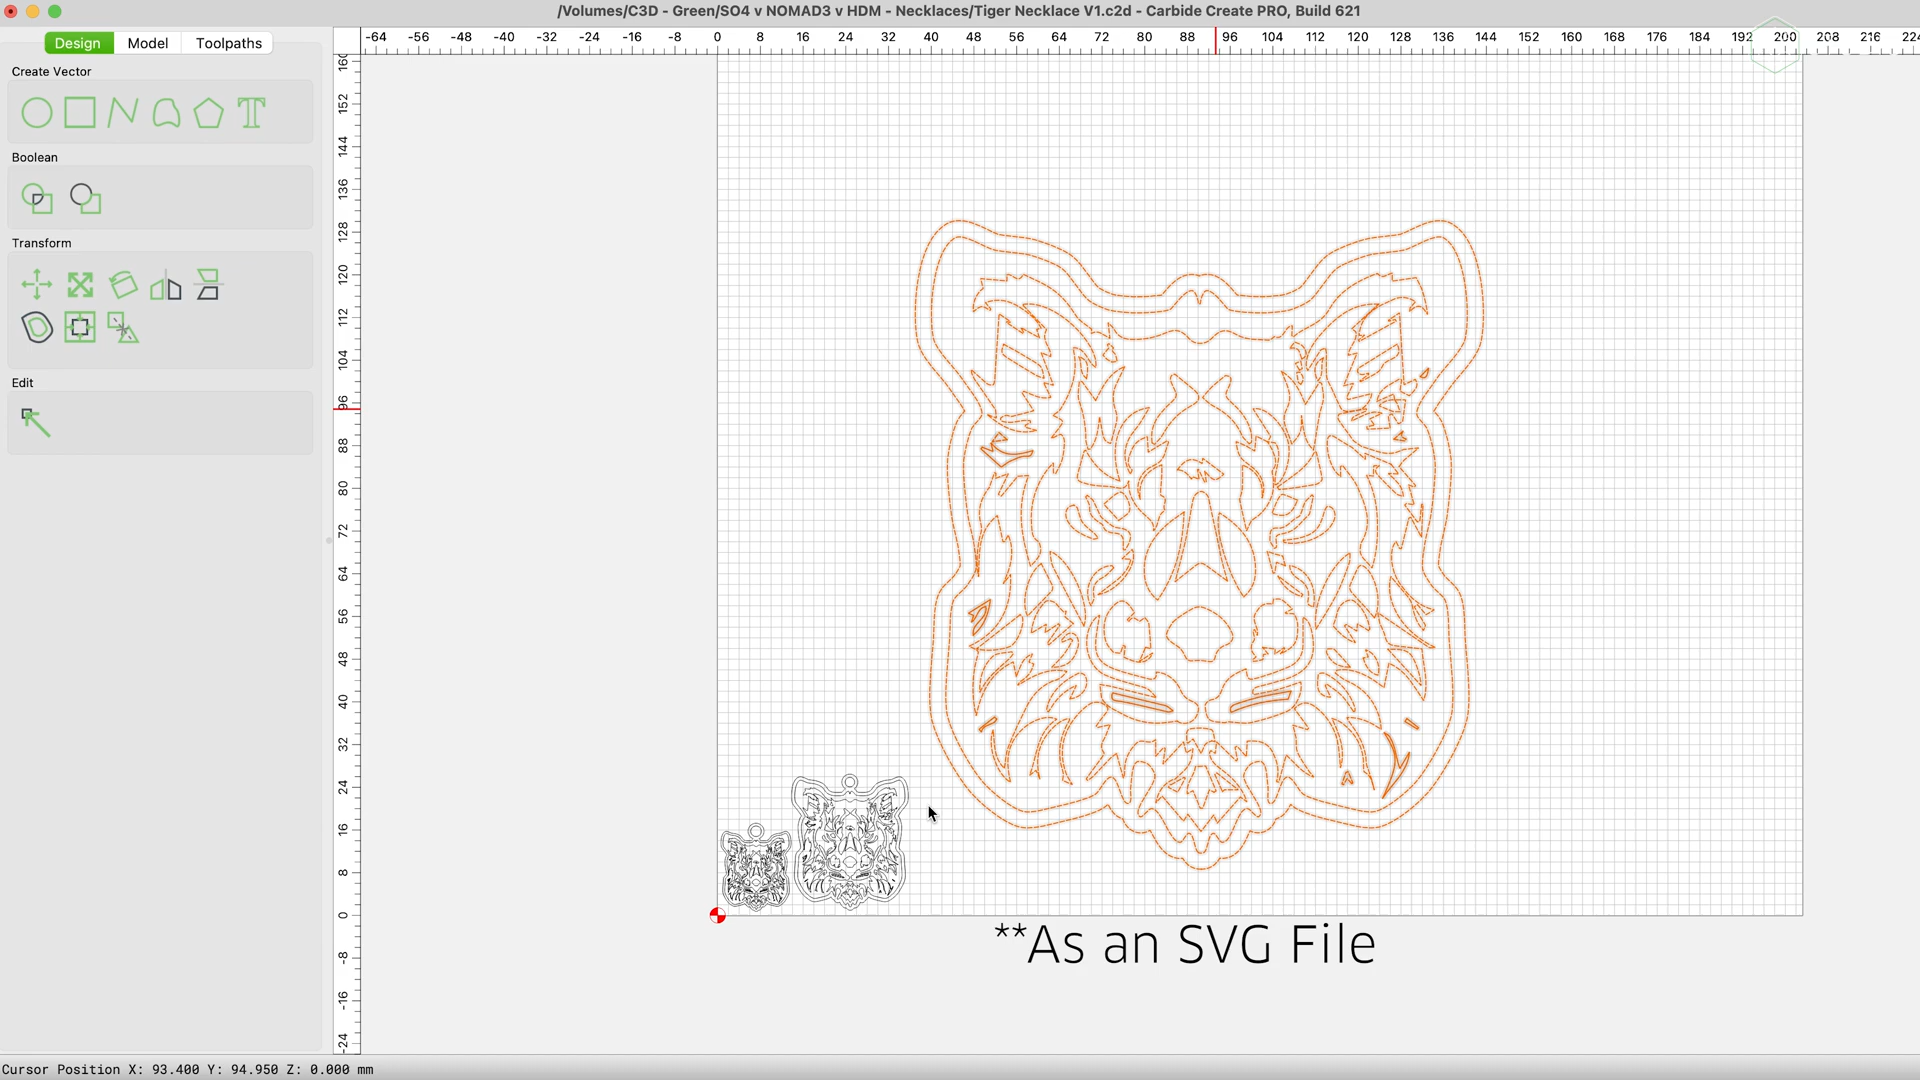 /Volumes/C3D - Green/SO4 v NOMAD3 v HDM - Necklaces/Tiger Necklace V1.c2d - Carbide Create PRO, Build 621
Design Model Toolpaths
-64 -56 -48 -40 -32 -24 -16 -8 0 8 16 24 32 40 48 56 64 72 80 88 96 104 112 120 128 136 144 152 160 168 176 184 192 200 208 216 224
Create Vector
Boolean
Transform
Edit
160
152
144
136
128
120
112
104
96
88
80
72
64
56
48
40
32
24
16
8
0
-8
-16
-24
**As an SVG File
Cursor Position X: 93.400 Y: 94.950 Z: 0.000 mm